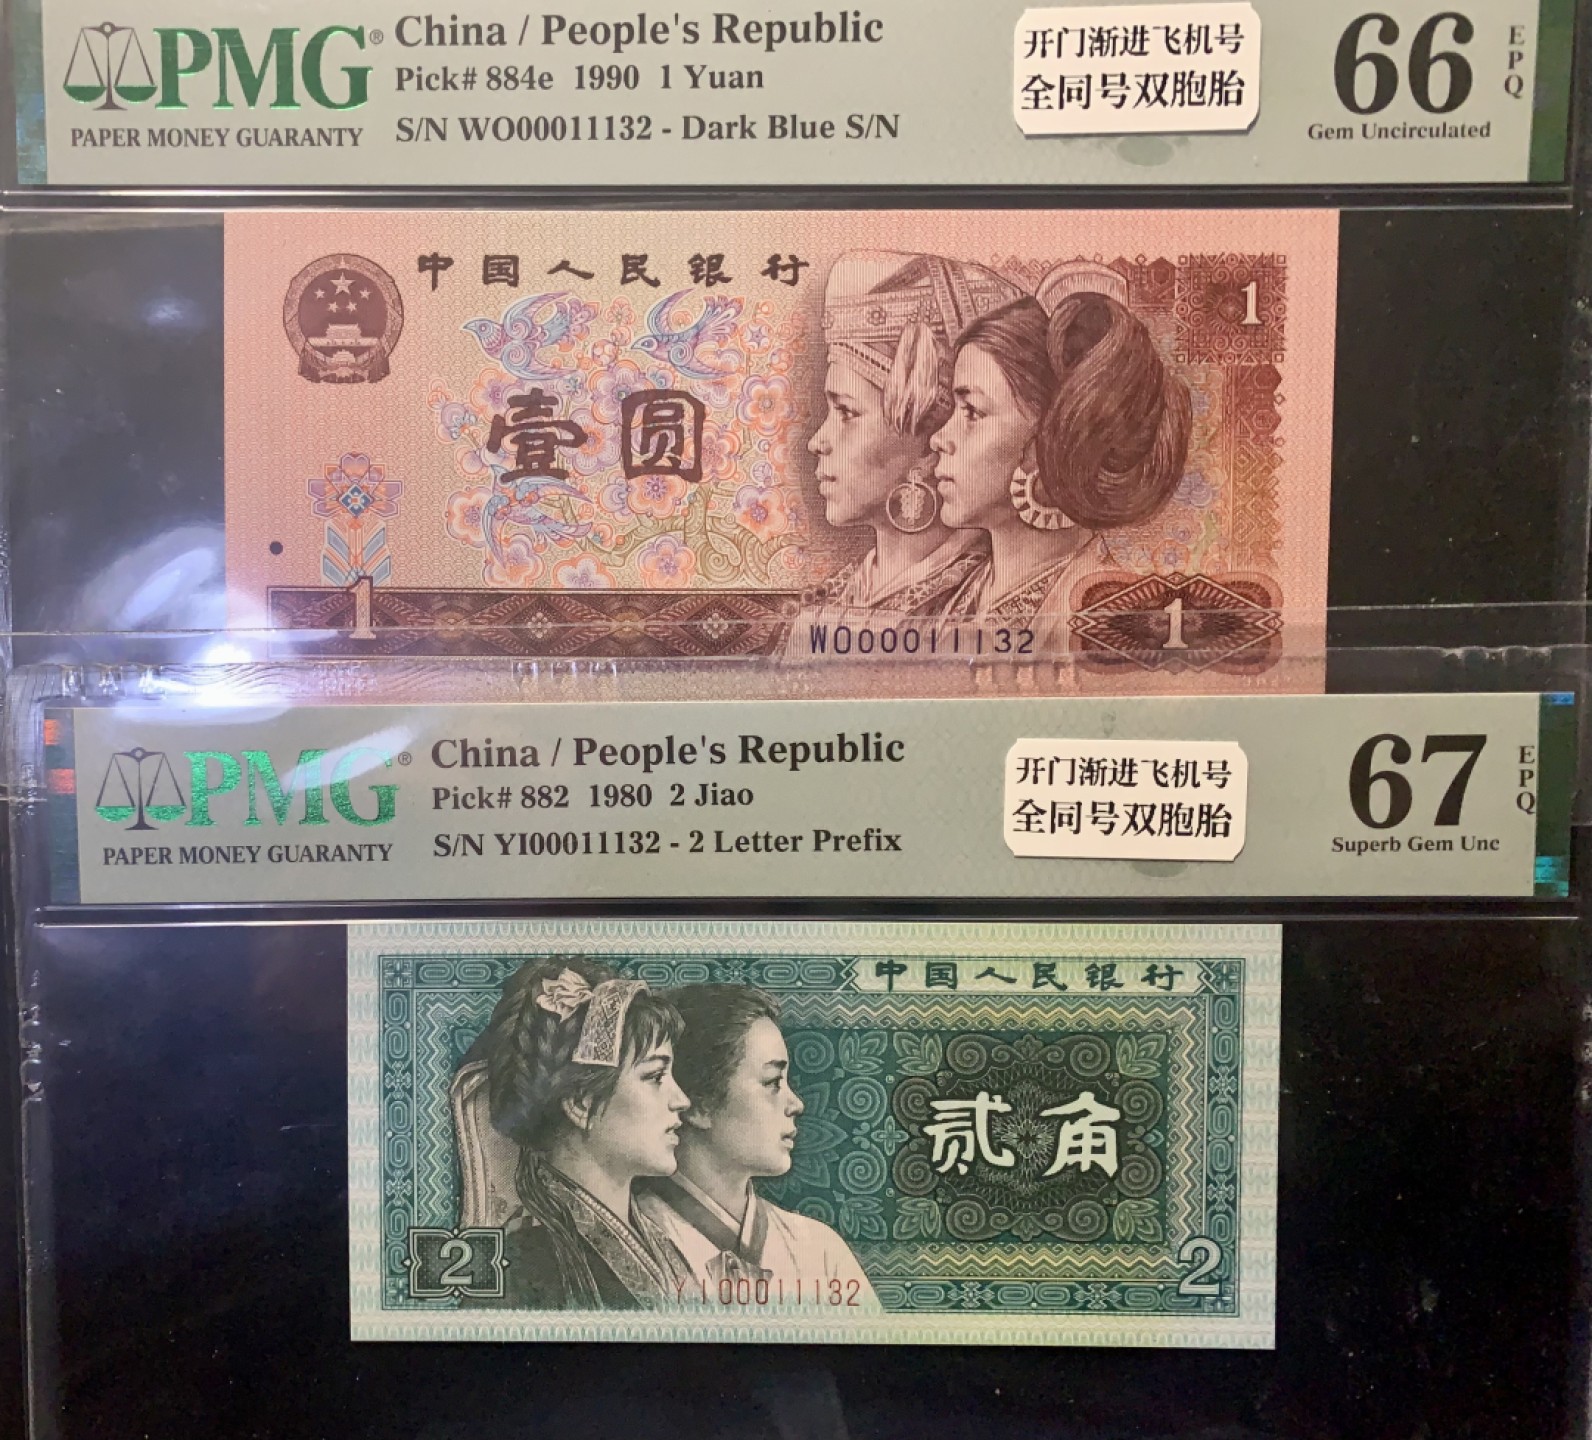 PMG®
PAPER MONEY GUARANTY
China / People's Republic
Pick# 884e 1990 1 Yuan
S/N WO00011132 - Dark Blue S/N
开门渐进飞机号
全同号双胞胎
66
EPQ
Gem Uncirculated
中国人民银行
1
壹圆
1
WO00011132
1
PMG®
PAPER MONEY GUARANTY
China / People's Republic
Pick# 882 1980 2 Jiao
S/N YI00011132 - 2 Letter Prefix
开门渐进飞机号
全同号双胞胎
67
EPQ
Superb Gem Unc
中国人民银行
贰角
2
YI00011132
2